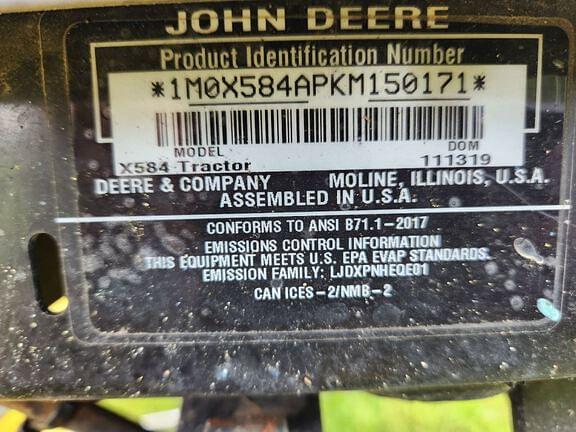 JOHN DEERE
Product Identification Number
*1M0X584APKM150171*
MODEL DOM
X584 Tractor 111319
DEERE & COMPANY MOLINE, ILLINOIS, U.S.A.
ASSEMBLED IN U.S.A.
CONFORMS TO ANSI B71.1-2017
EMISSIONS CONTROL INFORMATION
THIS EQUIPMENT MEETS U.S. EPA EVAP STANDARDS.
EMISSION FAMILY: LJDXPNHEQE01
CAN ICES-2/NMB-2